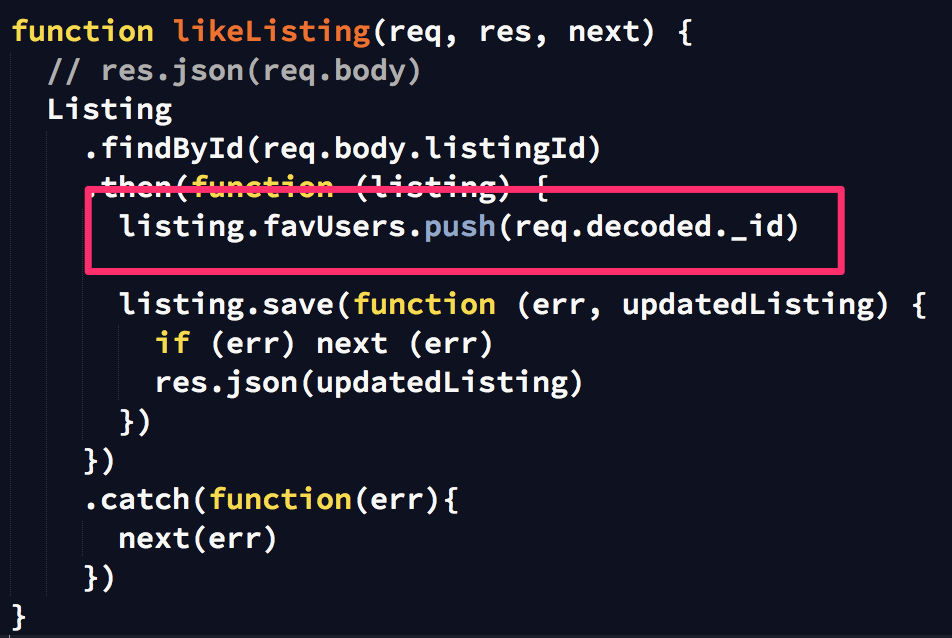 function likeListing(req, res, next) {
  // res.json(req.body)
  Listing
    .findById(req.body.listingId)
    .then(function (listing) {
      listing.favUsers.push(req.decoded._id)

      listing.save(function (err, updatedListing) {
        if (err) next (err)
        res.json(updatedListing)
      })
    })
    .catch(function(err){
      next(err)
    })
}